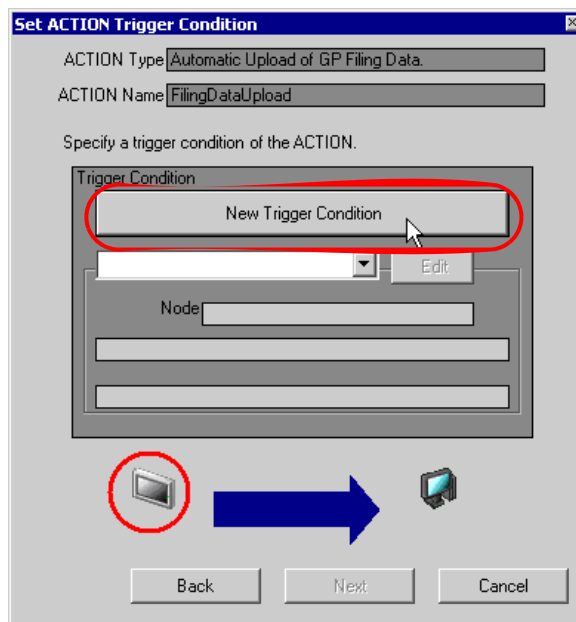 Set ACTION Trigger Condition
ACTION Type Automatic Upload of GP Filing Data.
ACTION Name FilingDataUpload
Specify a trigger condition of the ACTION.
Trigger Condition
New Trigger Condition
Edit
Node
Back Next Cancel